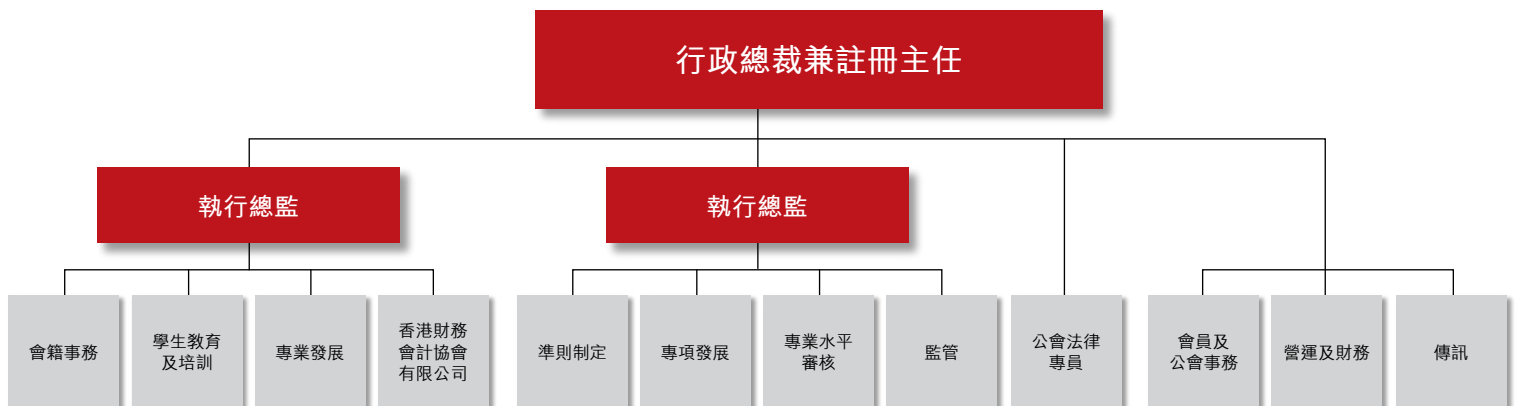 行政總裁兼註冊主任
執行總監
執行總監
會籍事務
學生教育
及培訓
專業發展
香港財務
會計協會
有限公司
準則制定
專項發展
專業水平
審核
監管
公會法律
專員
會員及
公會事務
營運及財務
傳訊